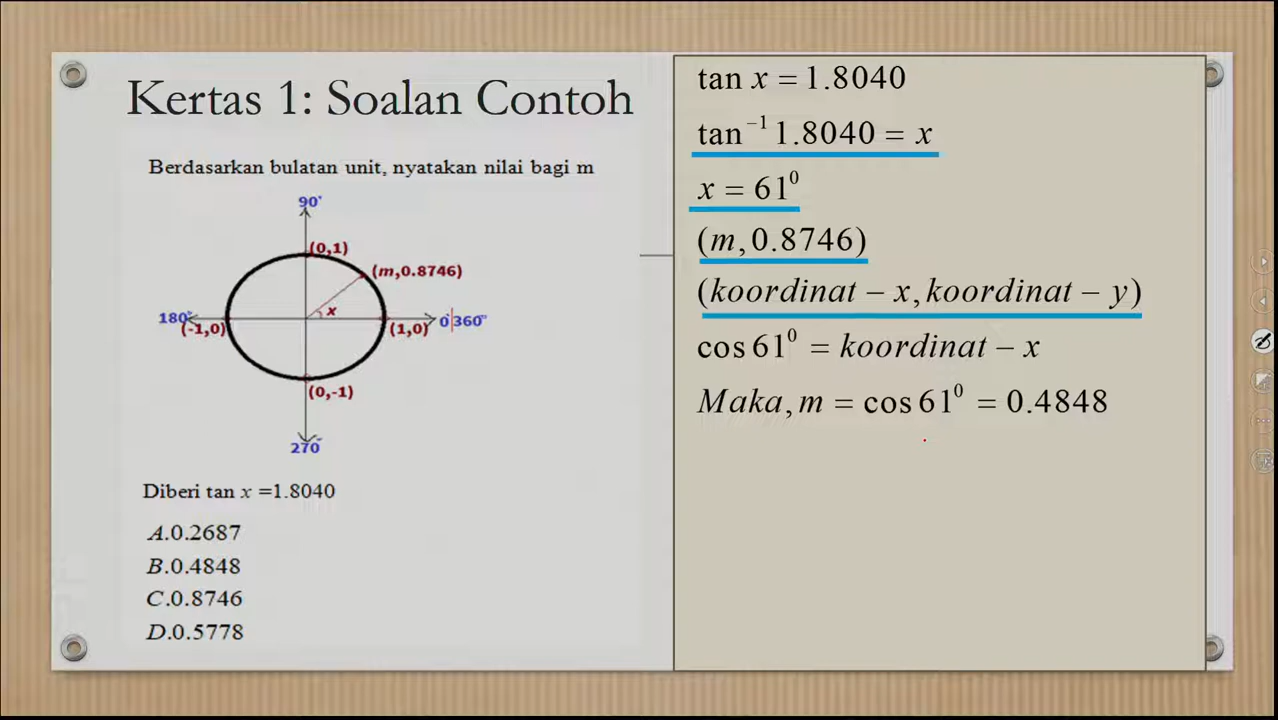 Kertas 1: Soalan Contoh
Berdasarkan bulatan unit, nyatakan nilai bagi m
90°
(0,1)
(m,0.8746)
x
180°
(-1,0)
(1,0)
0°360°
(0,-1)
270°
Diberi tan x =1.8040
A.0.2687
B.0.4848
C.0.8746
D.0.5778
tan x = 1.8040
tan⁻¹ 1.8040 = x
x = 61⁰
(m,0.8746)
(koordinat − x, koordinat − y)
cos 61⁰ = koordinat − x
Maka, m = cos 61⁰ = 0.4848